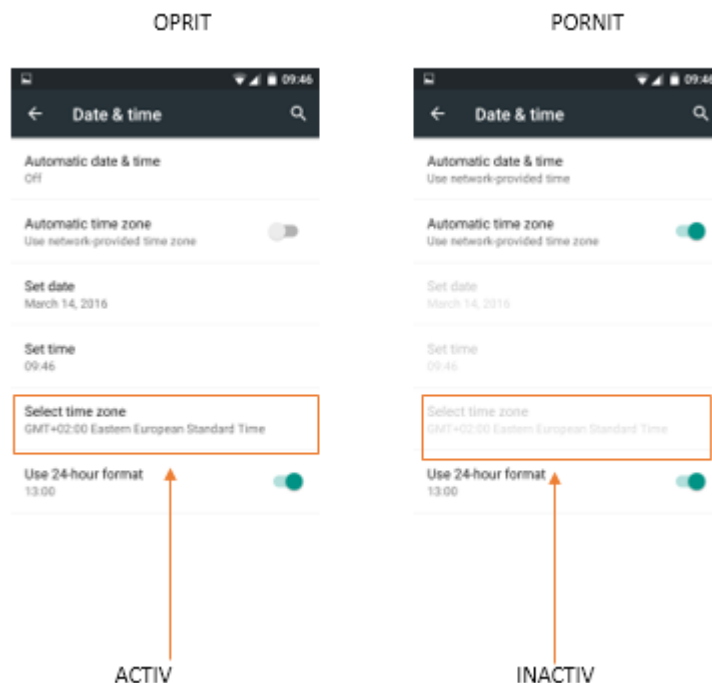 OPRIT
09:46
Date & time
Automatic date & time
Off
Automatic time zone
Use network-provided time zone
Set date
March 14, 2016
Set time
09:46
Select time zone
GMT+02:00 Eastern European Standard Time
Use 24-hour format
13:00
ACTIV
PORNIT
09:46
Date & time
Automatic date & time
Use network-provided time
Automatic time zone
Use network-provided time zone
Set date
March 14, 2016
Set time
09:46
Select time zone
GMT+02:00 Eastern European Standard Time
Use 24-hour format
13:00
INACTIV